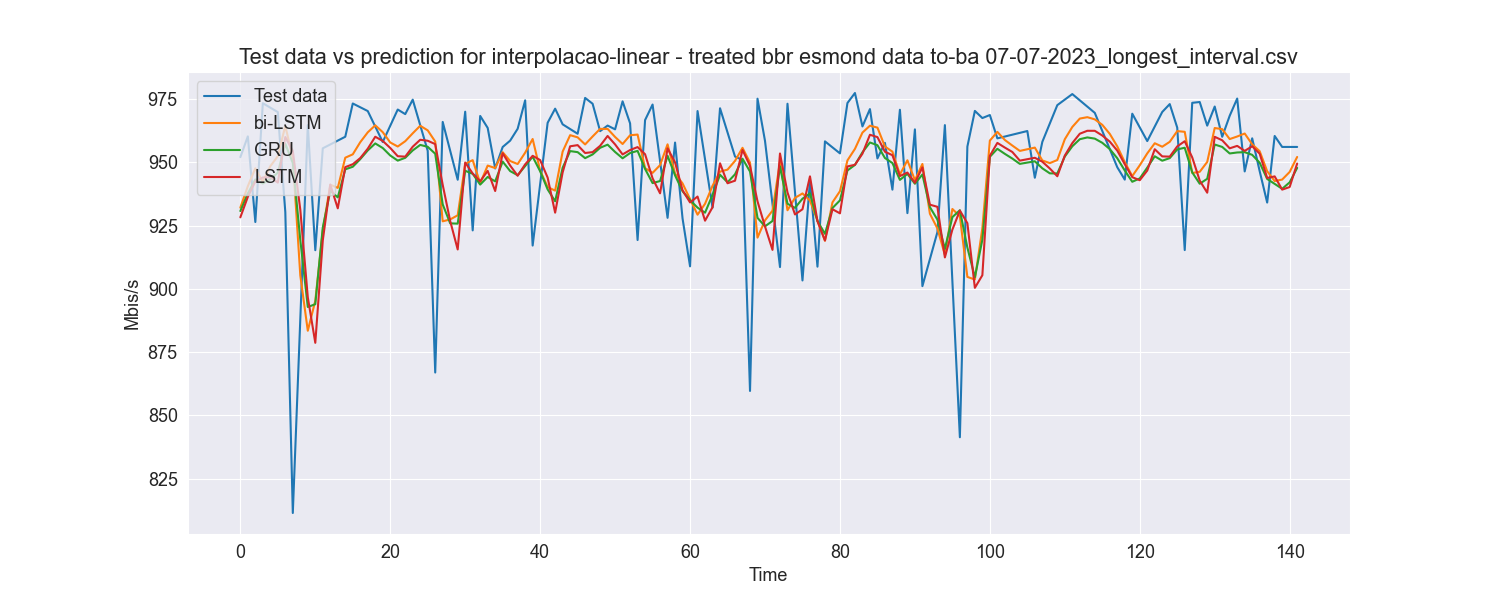 Test data vs prediction for interpolacao-linear - treated bbr esmond data to-ba 07-07-2023_longest_interval.csv
Test data
bi-LSTM
GRU
LSTM
975
950
925
900
875
850
825
Mbis/s
0 20 40 60 80 100 120 140
Time